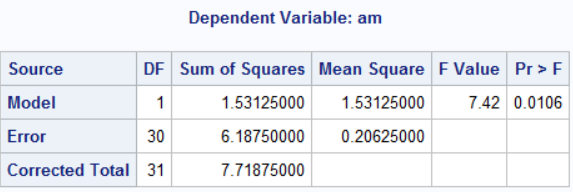 Dependent Variable: am
Source DF Sum of Squares Mean Square F Value Pr > F
Model 1 1.53125000 1.53125000 7.42 0.0106
Error 30 6.18750000 0.20625000
Corrected Total 31 7.71875000